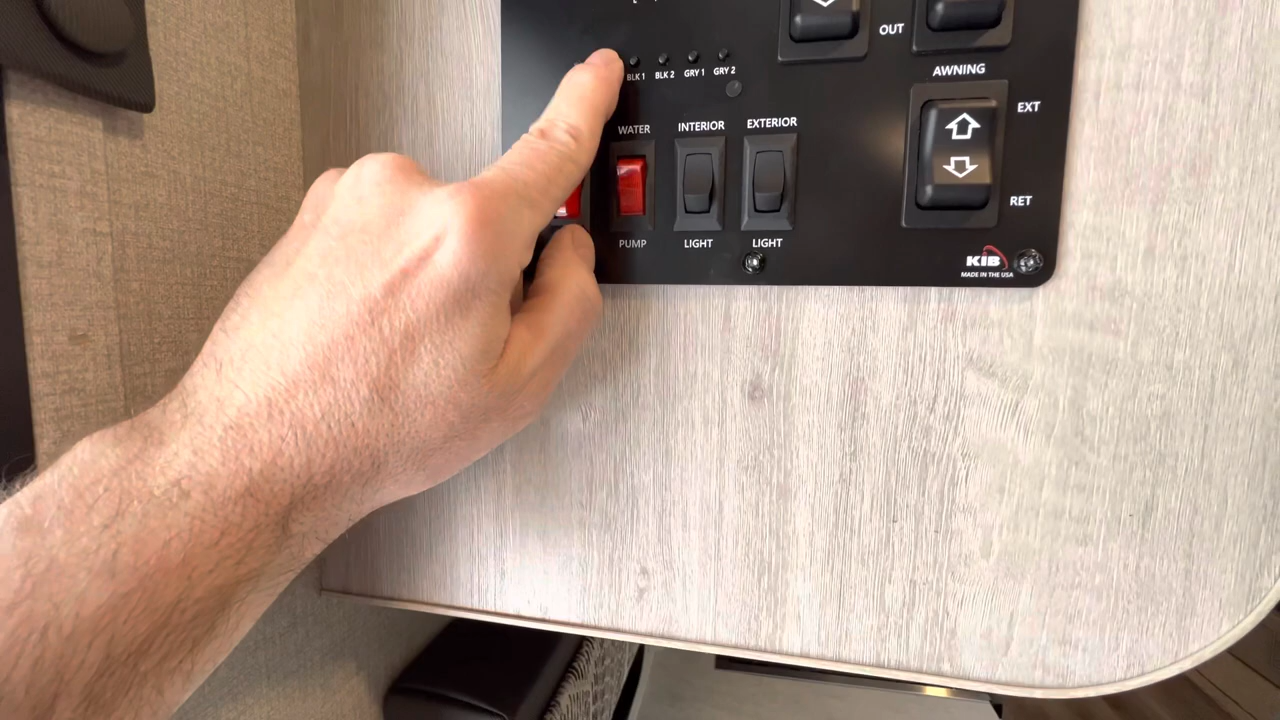 OUT
BLK 1 BLK 2 GRY 1 GRY 2
AWNING
EXT
WATER INTERIOR EXTERIOR
RET
PUMP LIGHT LIGHT
KIB
MADE IN THE USA